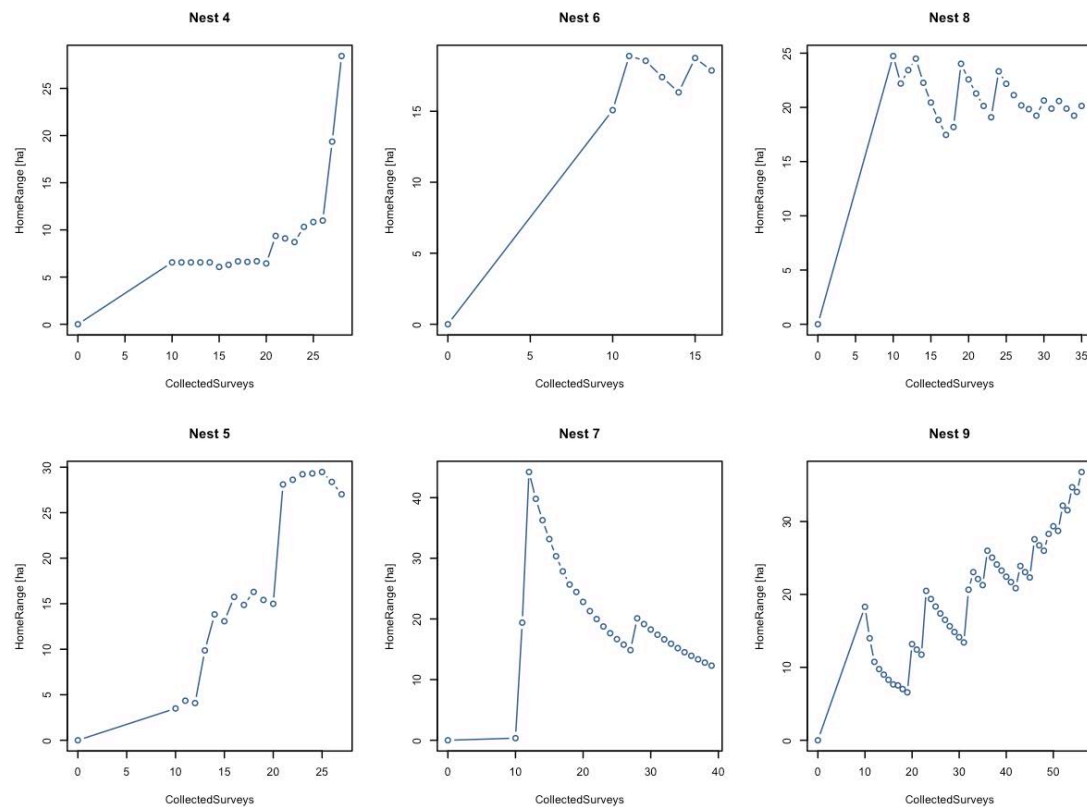 Nest 4
HomeRange [ha]
0 5 10 15 20 25
0 5 10 15 20 25
CollectedSurveys
Nest 6
HomeRange [ha]
0 5 10 15
0 5 10 15
CollectedSurveys
Nest 8
HomeRange [ha]
0 5 10 15 20 25
0 5 10 15 20 25 30 35
CollectedSurveys
Nest 5
HomeRange [ha]
0 5 10 15 20 25 30
0 5 10 15 20 25
CollectedSurveys
Nest 7
HomeRange [ha]
0 10 20 30 40
0 10 20 30 40
CollectedSurveys
Nest 9
HomeRange [ha]
0 10 20 30
0 10 20 30 40 50
CollectedSurveys